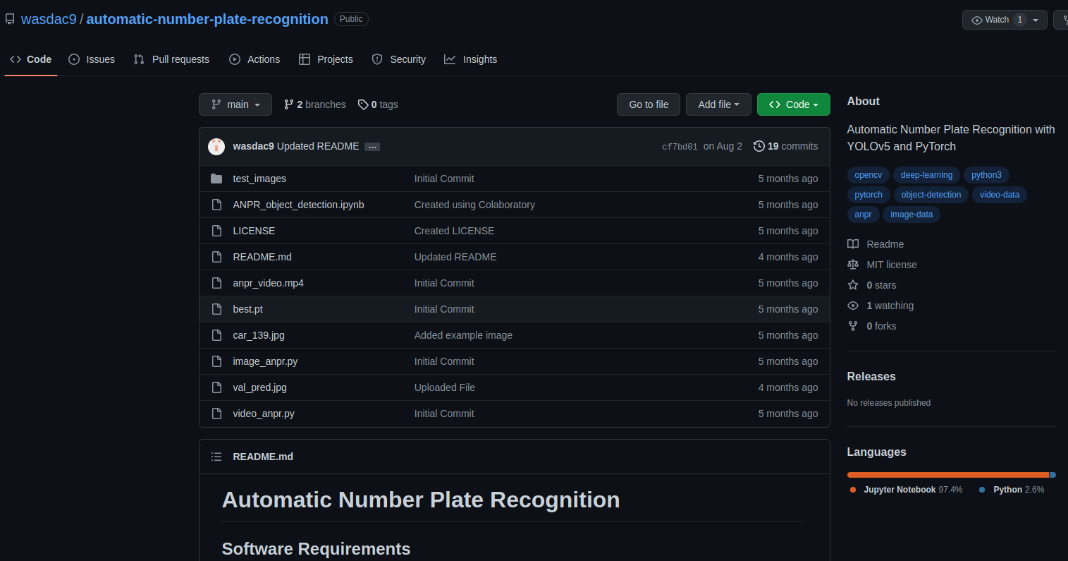 wasdac9 / automatic-number-plate-recognition Public
Watch 1
Code Issues Pull requests Actions Projects Security Insights
main 2 branches 0 tags Go to file Add file Code
wasdac9 Updated README ... cf7bd01 on Aug 2 19 commits
test_images Initial Commit 5 months ago
ANPR_object_detection.ipynb Created using Colaboratory 5 months ago
LICENSE Created LICENSE 5 months ago
README.md Updated README 4 months ago
anpr_video.mp4 Initial Commit 5 months ago
best.pt Initial Commit 5 months ago
car_139.jpg Added example image 5 months ago
image_anpr.py Initial Commit 5 months ago
val_pred.jpg Uploaded File 4 months ago
video_anpr.py Initial Commit 5 months ago
README.md
Automatic Number Plate Recognition
Software Requirements
About
Automatic Number Plate Recognition with
YOLOv5 and PyTorch
opencv deep-learning python3
pytorch object-detection video-data
anpr image-data
Readme
MIT license
0 stars
1 watching
0 forks
Releases
No releases published
Languages
Jupyter Notebook 97.4% Python 2.6%